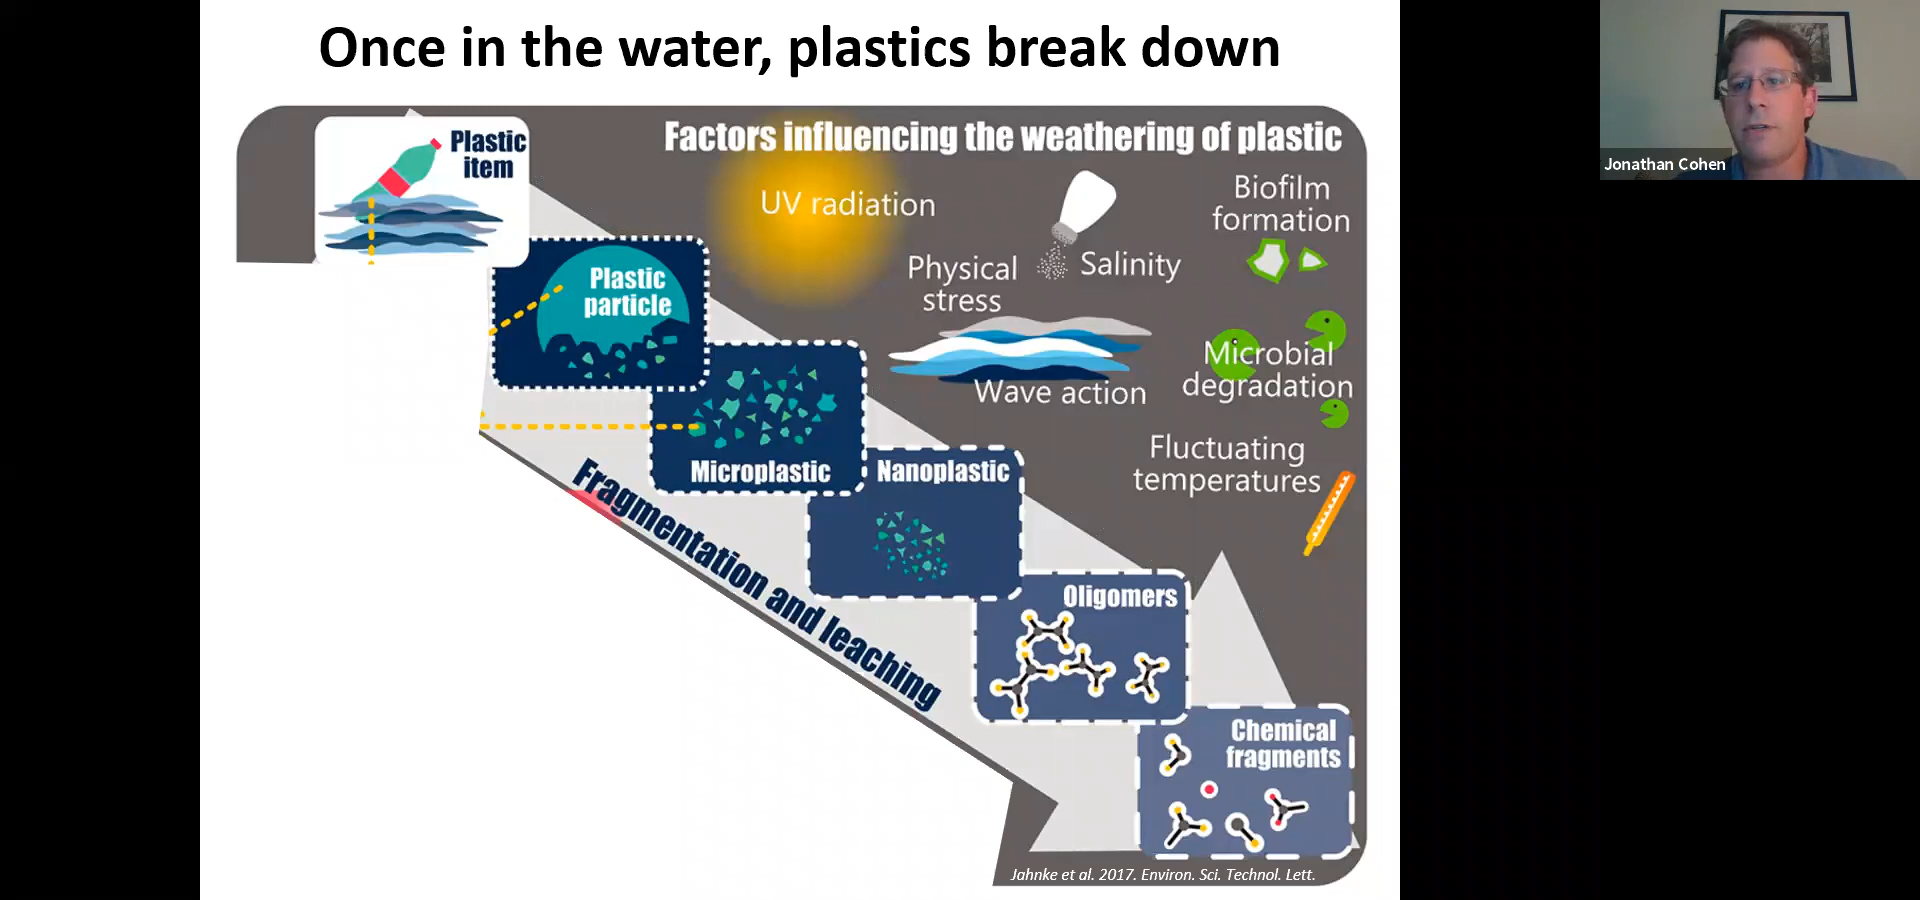 Once in the water, plastics break down
Jonathan Cohen
Plastic
item
Factors influencing the weathering of plastic
UV radiation
Biofilm
formation
Physical
stress
Salinity
Plastic
particle
Wave action
Microbial
degradation
Microplastic
Nanoplastic
Fluctuating
temperatures
Fragmentation and leaching
Oligomers
Chemical
fragments
Jahnke et al. 2017. Environ. Sci. Technol. Lett.